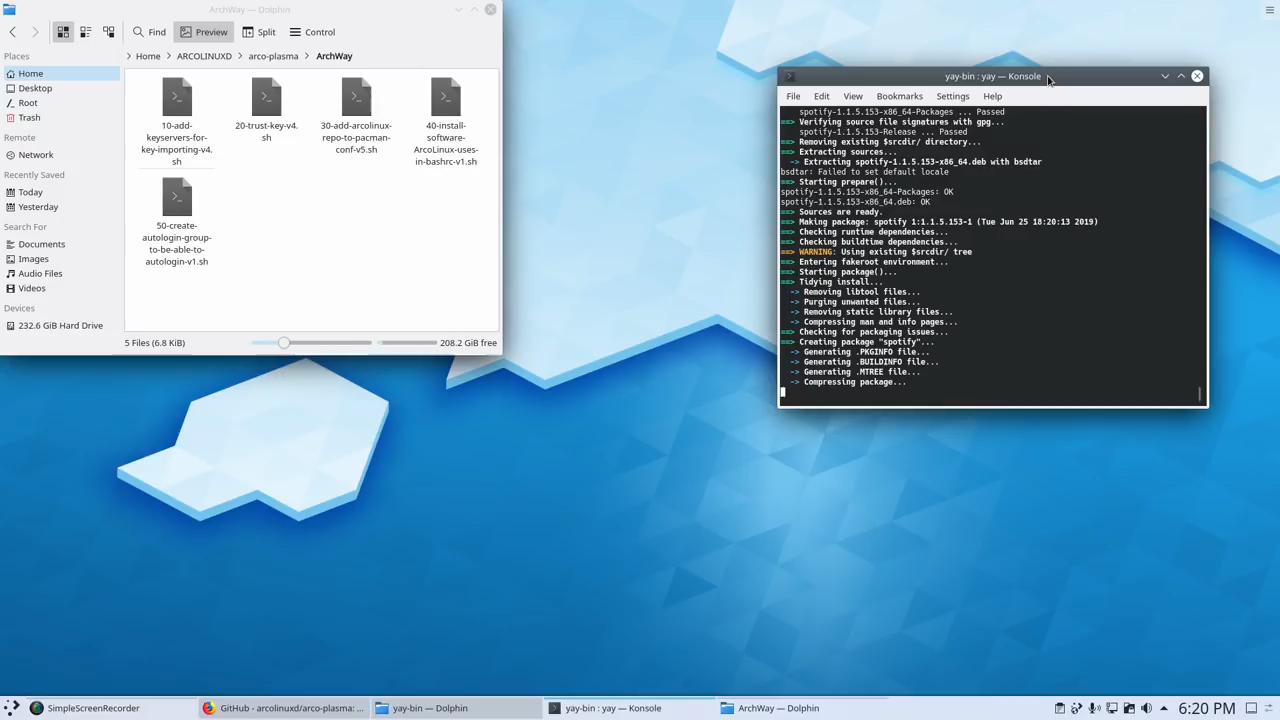 ArchWay — Dolphin
Find
Preview
Split
Control
Home
ARCOLINUXD
arco-plasma
ArchWay
Places
Home
Desktop
Root
Trash
Remote
Network
Recently Saved
Today
Yesterday
Search For
Documents
Images
Audio Files
Videos
Devices
232.6 GiB Hard Drive
10-add-
keyservers-for-
key-importing-v4.
sh
20-trust-key-v4.
sh
30-add-arcolinux-
repo-to-pacman-
conf-v5.sh
40-install-
software-
ArcoLinux-uses-
in-bashrc-v1.sh
50-create-
autologin-group-
to-be-able-to-
autologin-v1.sh
5 Files (6.8 KiB)
208.2 GiB free
yay-bin : yay — Konsole
File Edit View Bookmarks Settings Help
spotify-1.1.5.153-x86_64-Packages ... Passed
==> Verifying source file signatures with gpg...
spotify-1.1.5.153-Release ... Passed
==> Removing existing $srcdir/ directory...
==> Extracting sources...
-> Extracting spotify-1.1.5.153-x86_64.deb with bsdtar
bsdtar: Failed to set default locale
==> Starting prepare()...
spotify-1.1.5.153-x86_64-Packages: OK
spotify-1.1.5.153-x86_64.deb: OK
==> Sources are ready.
==> Making package: spotify 1:1.1.5.153-1 (Tue Jun 25 18:20:13 2019)
==> Checking runtime dependencies...
==> Checking buildtime dependencies...
==> WARNING: Using existing $srcdir/ tree
==> Entering fakeroot environment...
==> Starting package()...
==> Tidying install...
-> Removing libtool files...
-> Purging unwanted files...
-> Removing static library files...
-> Compressing man and info pages...
==> Checking for packaging issues...
==> Creating package "spotify"...
-> Generating .PKGINFO file...
-> Generating .BUILDINFO file...
-> Generating .MTREE file...
-> Compressing package...
SimpleScreenRecorder
GitHub - arcolinuxd/arco-plasma: ...
yay-bin — Dolphin
yay-bin : yay — Konsole
ArchWay — Dolphin
6:20 PM